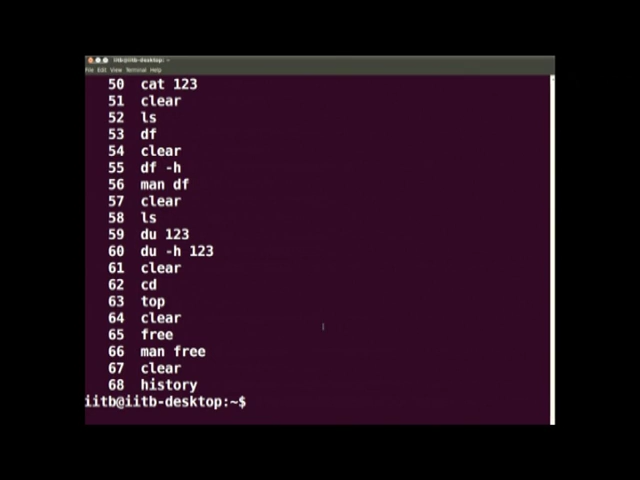 iitb@iitb-desktop: ~
File Edit View Terminal Help
50 cat 123
51 clear
52 ls
53 df
54 clear
55 df -h
56 man df
57 clear
58 ls
59 du 123
60 du -h 123
61 clear
62 cd
63 top
64 clear
65 free
66 man free
67 clear
68 history
iitb@iitb-desktop:~$